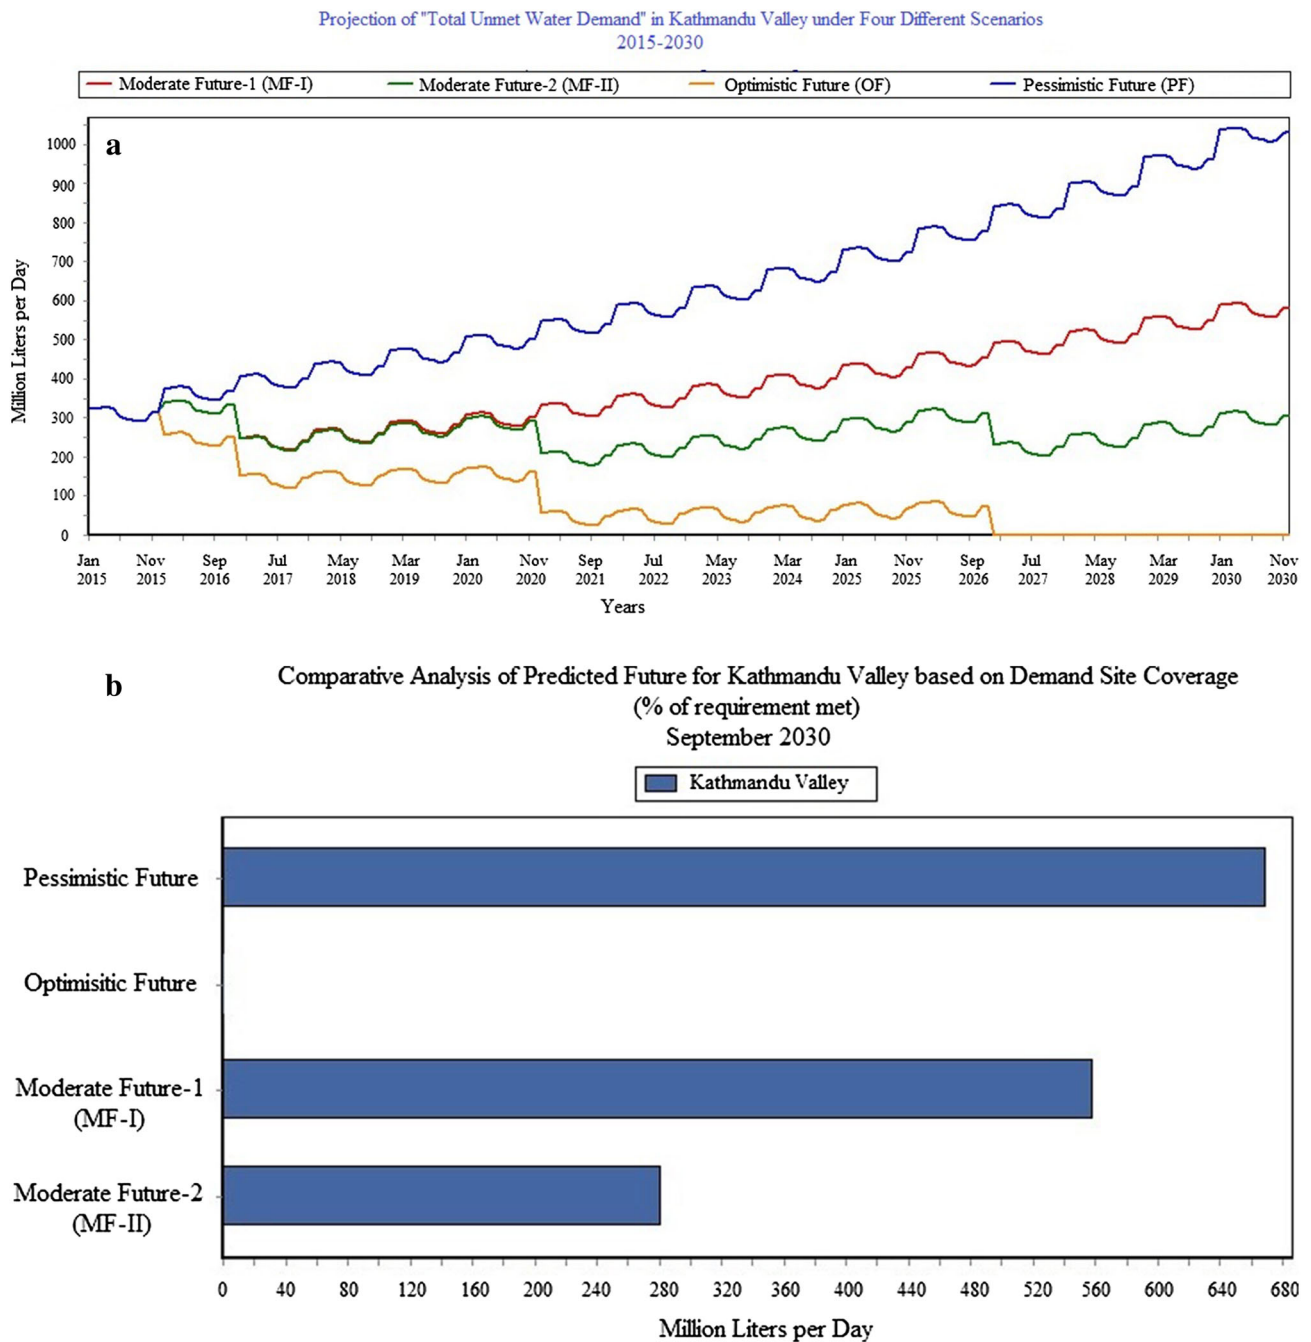 Projection of "Total Unmet Water Demand" in Kathmandu Valley under Four Different Scenarios
2015-2030
Moderate Future-1 (MF-I) Moderate Future-2 (MF-II) Optimistic Future (OF) Pessimistic Future (PF)
a
Million Liters per Day
1000
900
800
700
600
500
400
300
200
100
0
Jan Nov Sep Jul May Mar Jan Nov Sep Jul May Mar Jan Nov Sep Jul May Mar Jan Nov
2015 2015 2016 2017 2018 2019 2020 2020 2021 2022 2023 2024 2025 2025 2026 2027 2028 2029 2030 2030
Years
b
Comparative Analysis of Predicted Future for Kathmandu Valley based on Demand Site Coverage
(% of requirement met)
September 2030
Kathmandu Valley
Pessimistic Future
Optimisitic Future
Moderate Future-1
(MF-I)
Moderate Future-2
(MF-II)
0 40 80 120 160 200 240 280 320 360 400 440 480 520 560 600 640 680
Million Liters per Day